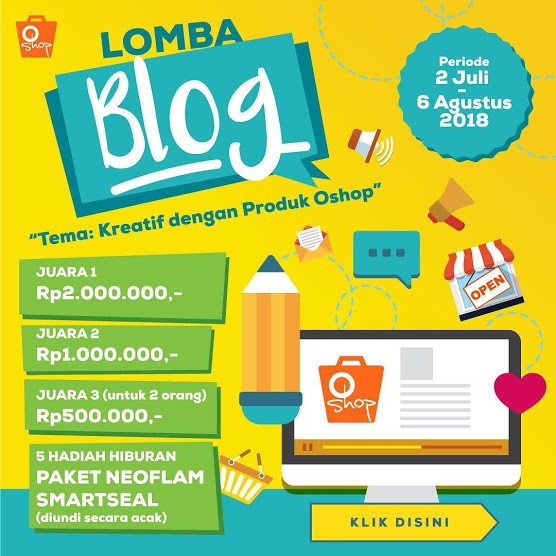 O shop
LOMBA
Blog
Periode
2 Juli
-
6 Agustus
2018
"Tema: Kreatif dengan Produk Oshop"
JUARA 1
Rp2.000.000,-
JUARA 2
Rp1.000.000,-
JUARA 3 (untuk 2 orang)
Rp500.000,-
5 HADIAH HIBURAN
PAKET NEOFLAM
SMARTSEAL
(diundi secara acak)
OPEN
O shop
KLIK DISINI